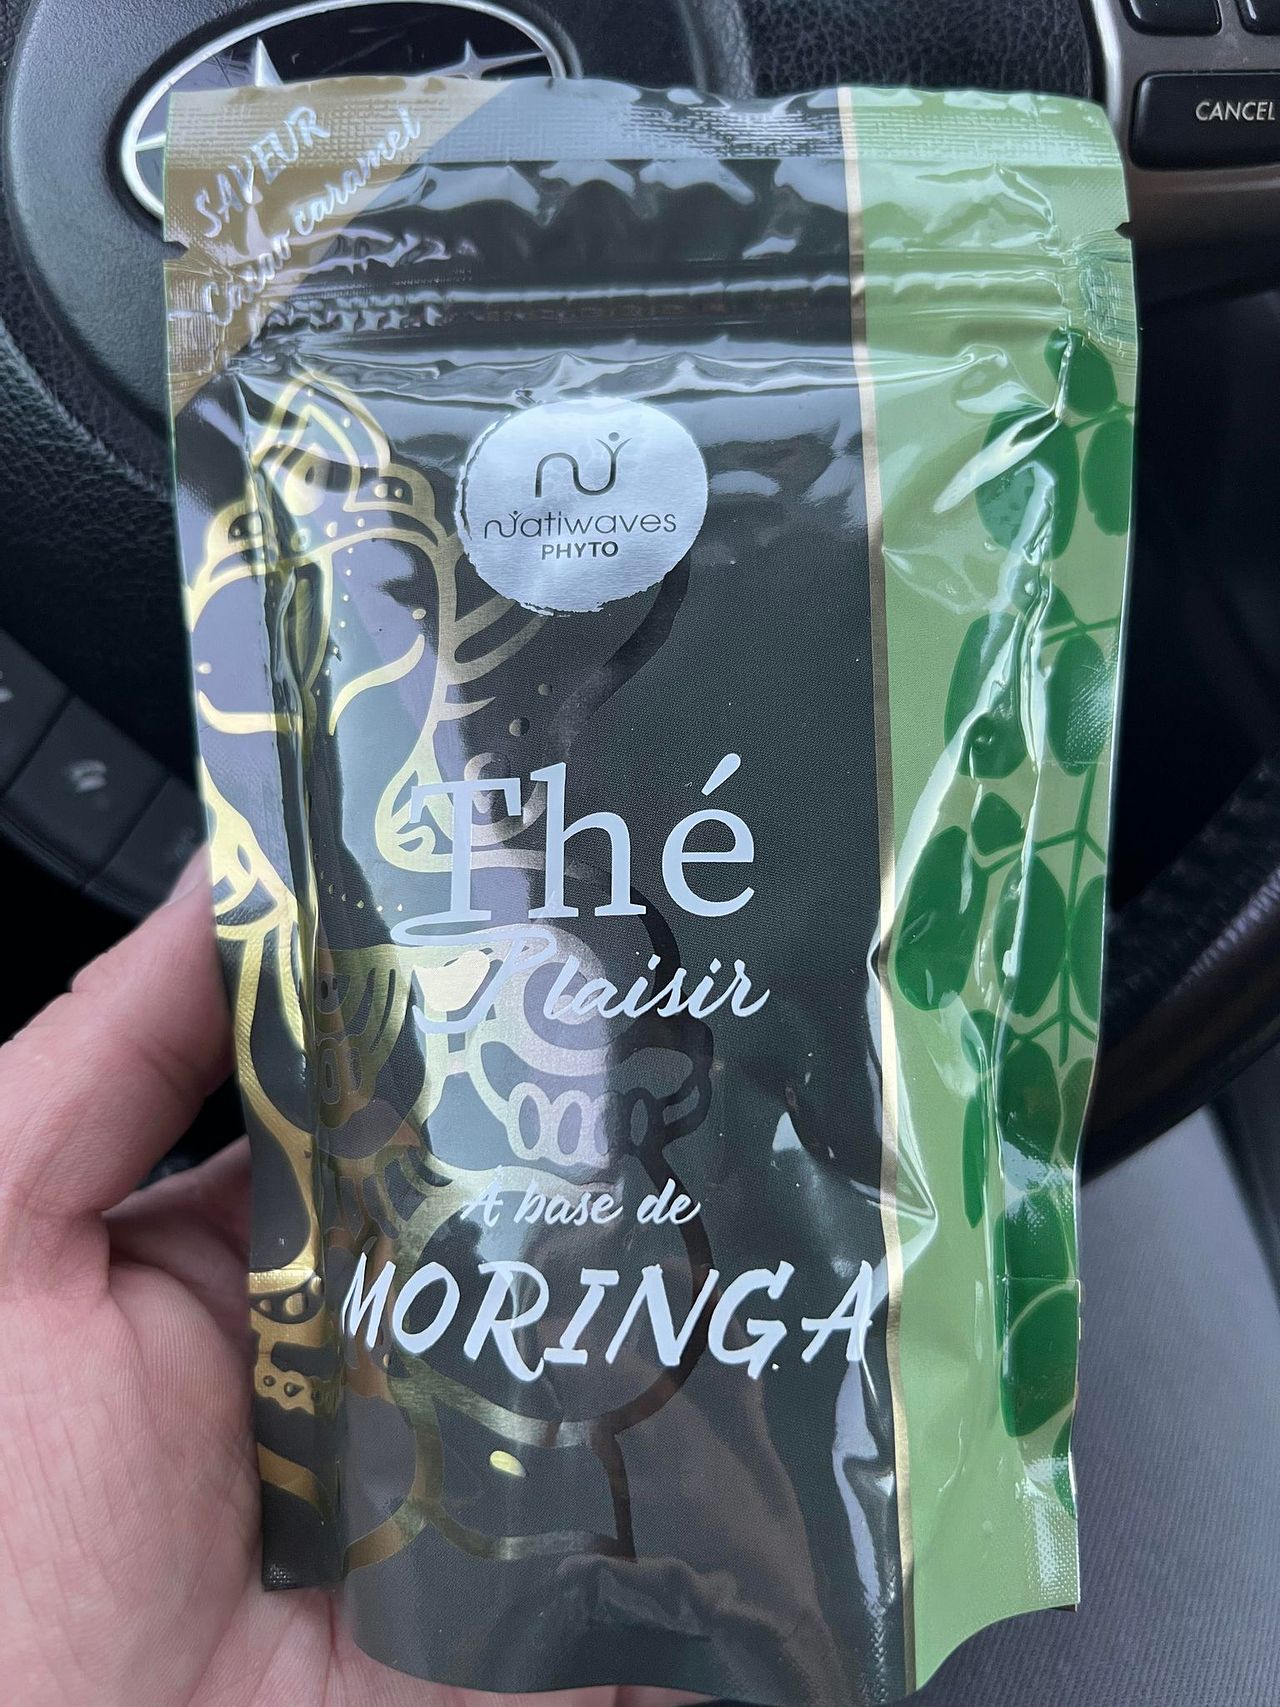 CANCEL
SAVEUR
Cacao caramel
Natiwaves
PHYTO
Thé
Plaisir
A base de
MORINGA